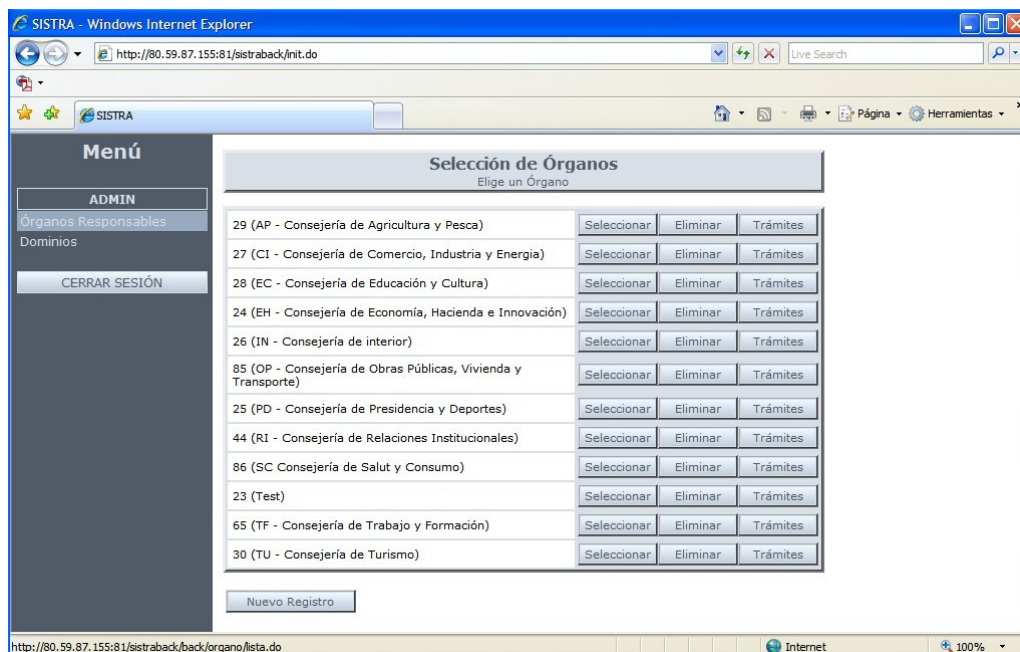 SISTRA - Windows Internet Explorer
http://80.59.87.155:81/sistraback/init.do
Live Search
SISTRA
Página
Herramientas
Menú
ADMIN
Órganos Responsables
Dominios
CERRAR SESIÓN
Selección de Órganos
Elige un Órgano
29 (AP - Consejería de Agricultura y Pesca) Seleccionar Eliminar Trámites
27 (CI - Consejería de Comercio, Industria y Energia) Seleccionar Eliminar Trámites
28 (EC - Consejería de Educación y Cultura) Seleccionar Eliminar Trámites
24 (EH - Consejería de Economía, Hacienda e Innovación) Seleccionar Eliminar Trámites
26 (IN - Consejería de interior) Seleccionar Eliminar Trámites
85 (OP - Consejería de Obras Públicas, Vivienda y
Transporte) Seleccionar Eliminar Trámites
25 (PD - Consejería de Presidencia y Deportes) Seleccionar Eliminar Trámites
44 (RI - Consejería de Relaciones Institucionales) Seleccionar Eliminar Trámites
86 (SC Consejería de Salut y Consumo) Seleccionar Eliminar Trámites
23 (Test) Seleccionar Eliminar Trámites
65 (TF - Consejería de Trabajo y Formación) Seleccionar Eliminar Trámites
30 (TU - Consejería de Turismo) Seleccionar Eliminar Trámites
Nuevo Registro
http://80.59.87.155:81/sistraback/back/organo/lista.do
Internet
100%